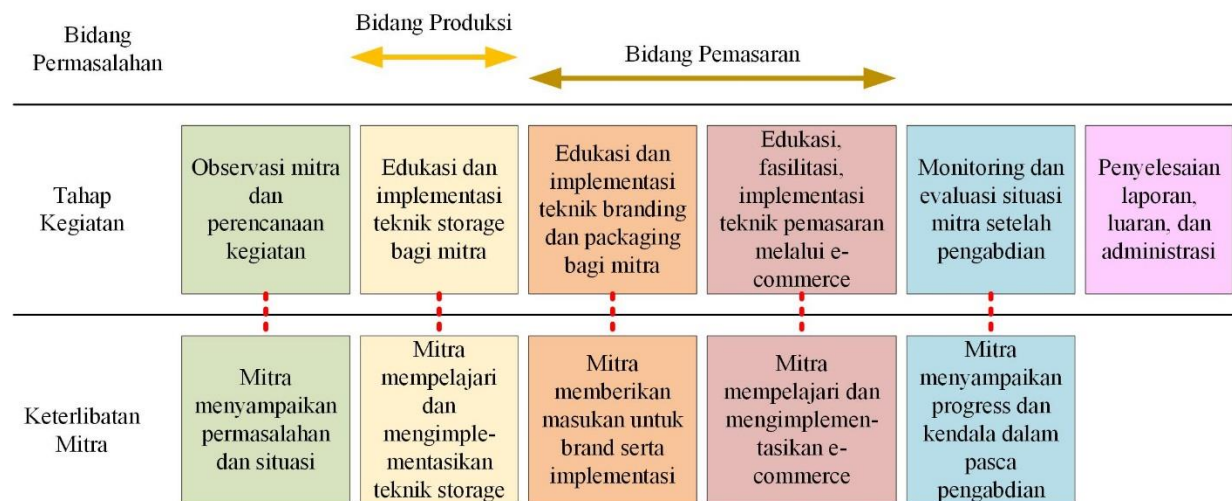 Bidang
Permasalahan
Bidang Produksi
Bidang Pemasaran
Tahap
Kegiatan
Observasi mitra
dan
perencanaan
kegiatan
Edukasi dan
implementasi
teknik storage
bagi mitra
Edukasi dan
implementasi
teknik branding
dan packaging
bagi mitra
Edukasi,
fasilitasi,
implementasi
teknik pemasaran
melalui e-
commerce
Monitoring dan
evaluasi situasi
mitra setelah
pengabdian
Penyelesaian
laporan,
luaran, dan
administrasi
Keterlibatan
Mitra
Mitra
menyampaikan
permasalahan
dan situasi
Mitra
mempelajari
dan
mengimple-
mentasikan
teknik storage
Mitra
memberikan
masukan untuk
brand serta
implementasi
Mitra
mempelajari dan
mengimplemen-
tasikan e-
commerce
Mitra
menyampaikan
progress dan
kendala dalam
pasca
pengabdian